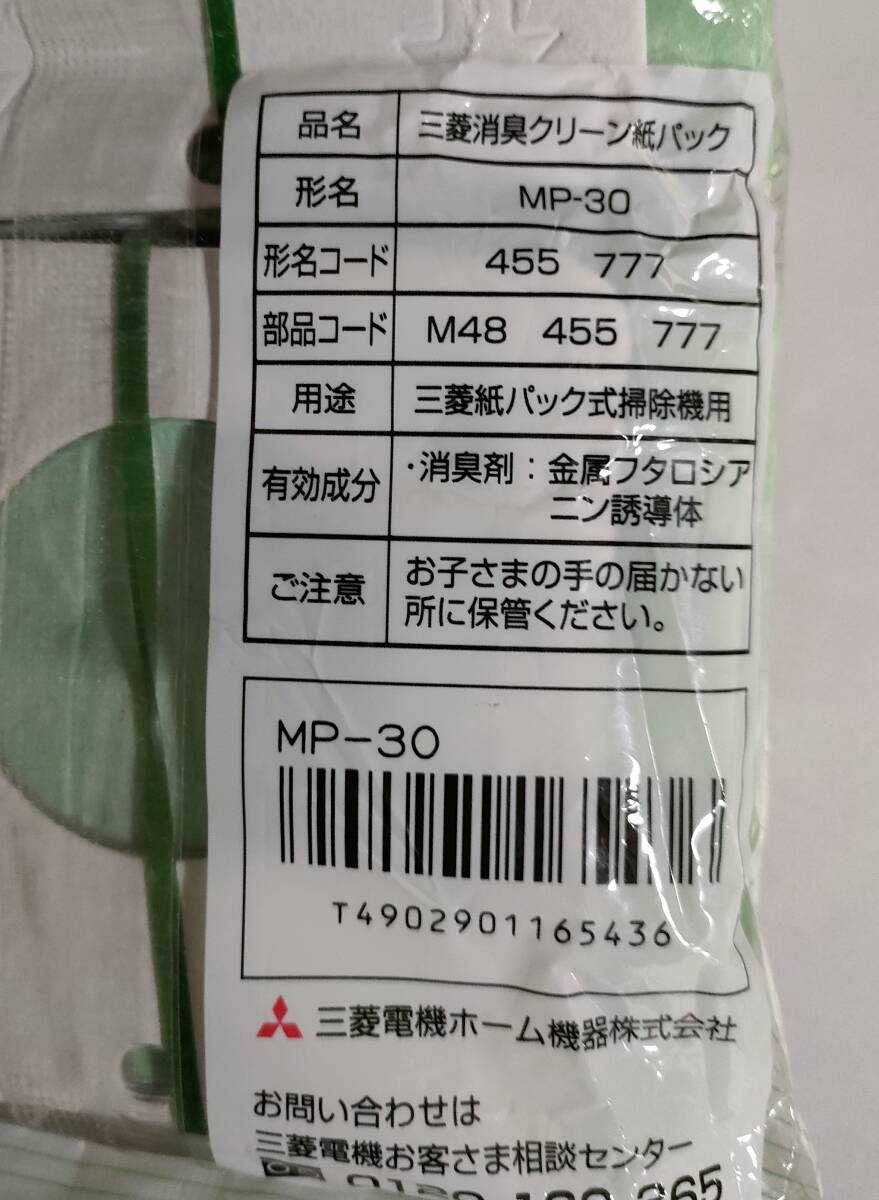 品名 三菱消臭クリーン紙パック
形名 MP-30
形名コード 455 777
部品コード M48 455 777
用途 三菱紙パック式掃除機用
有効成分 ・消臭剤：金属フタロシア
ニン誘導体
ご注意 お子さまの手の届かない
所に保管ください。
MP-30
T4902901165436
三菱電機ホーム機器株式会社
お問い合わせは
三菱電機お客さま相談センター